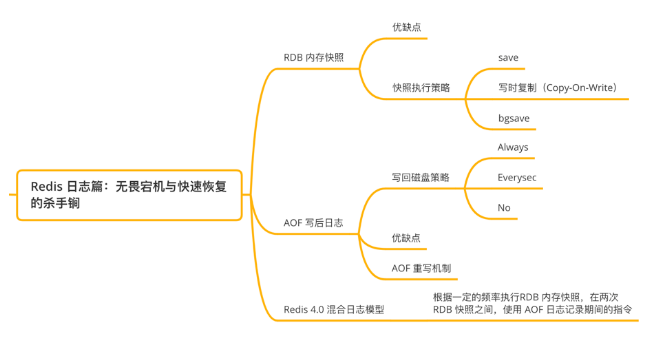 Redis 日志篇：无畏宕机与快速恢复
的杀手锏
RDB 内存快照
优缺点
快照执行策略
save
写时复制（Copy-On-Write）
bgsave
AOF 写后日志
写回磁盘策略
Always
Everysec
No
优缺点
AOF 重写机制
Redis 4.0 混合日志模型
根据一定的频率执行RDB 内存快照，在两次
RDB 快照之间，使用 AOF 日志记录期间的指令